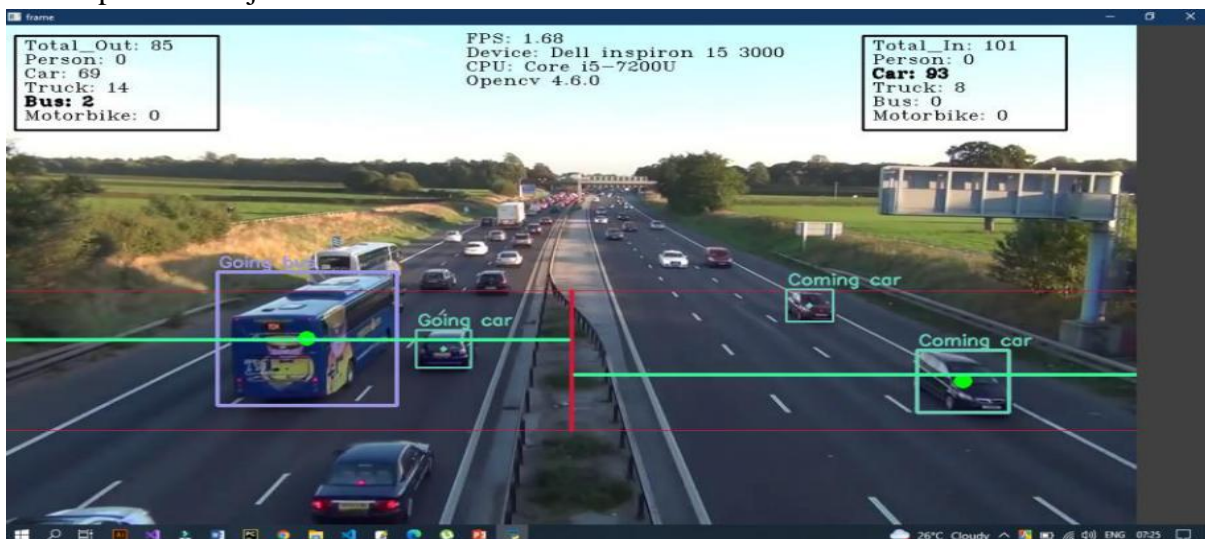 frame
Total_Out: 85
Person: 0
Car: 69
Truck: 14
Bus: 2
Motorbike: 0
FPS: 1.68
Device: Dell inspiron 15 3000
CPU: Core i5-7200U
Opencv 4.6.0
Total_In: 101
Person: 0
Car: 93
Truck: 8
Bus: 0
Motorbike: 0
Going bus
Going car
Coming car
Coming car
26°C Cloudy
ENG
07:25